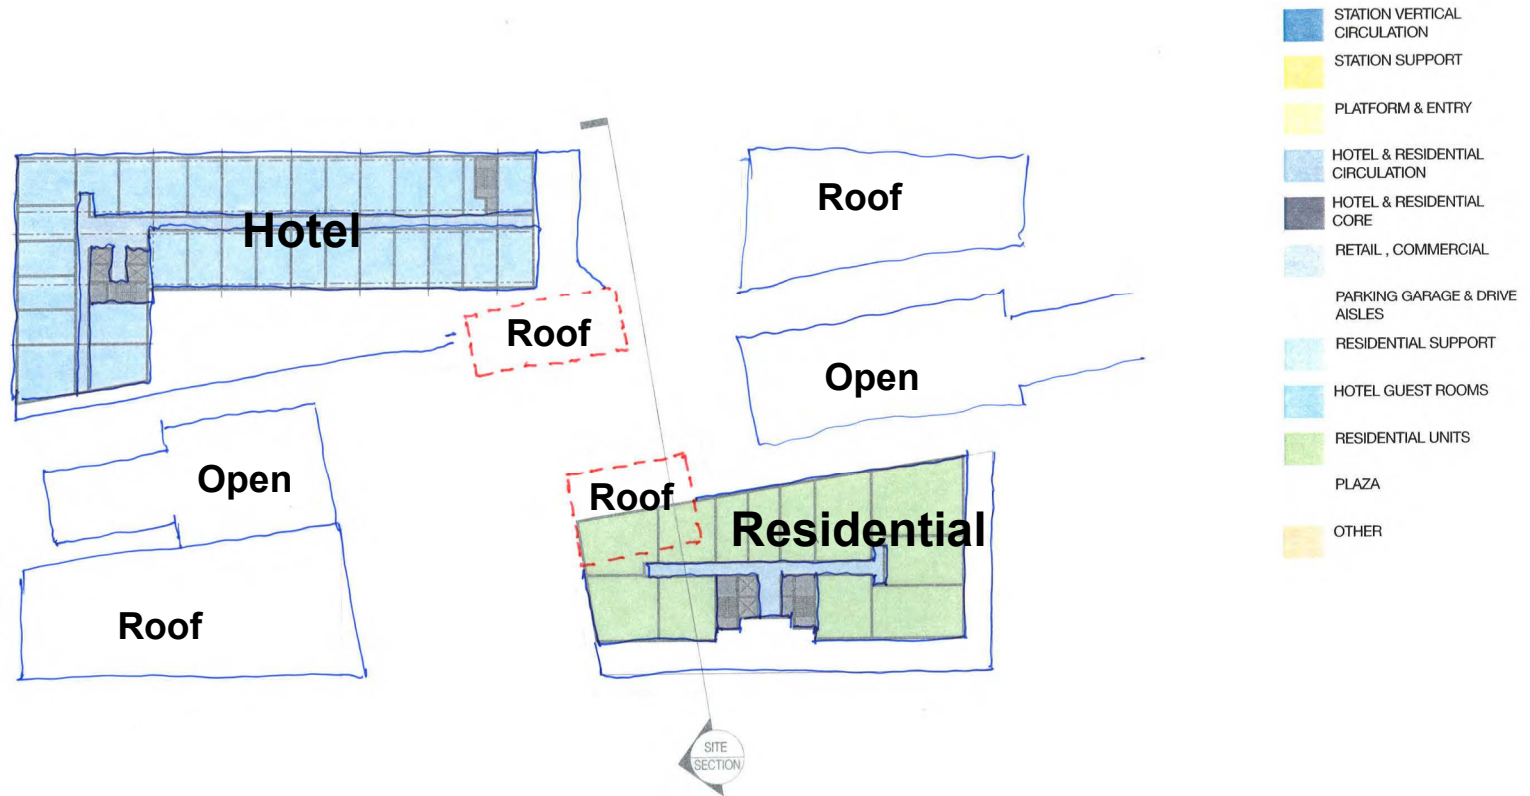 Hotel
Roof
Roof
Open
Open
Roof
Residential
Roof
SITE
SECTION
STATION VERTICAL
CIRCULATION
STATION SUPPORT
PLATFORM & ENTRY
HOTEL & RESIDENTIAL
CIRCULATION
HOTEL & RESIDENTIAL
CORE
RETAIL , COMMERCIAL
PARKING GARAGE & DRIVE
AISLES
RESIDENTIAL SUPPORT
HOTEL GUEST ROOMS
RESIDENTIAL UNITS
PLAZA
OTHER